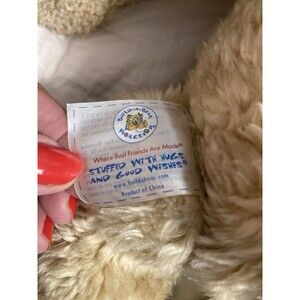 BUILD-A-BEAR
WORKSHOP
Where Best Friends Are Made®
STUFFED WITH HUGS
AND GOOD WISHES®
www.buildabear.com
Product of China